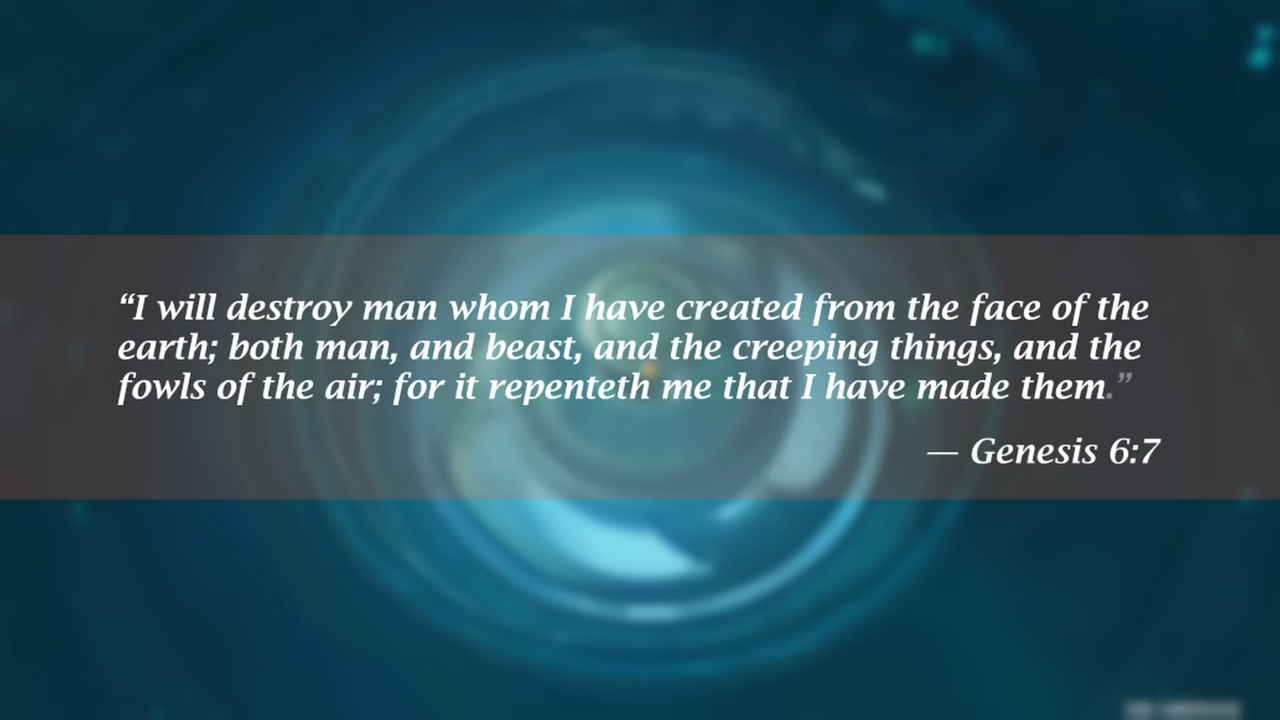 “I will destroy man whom I have created from the face of the
earth; both man, and beast, and the creeping things, and the
fowls of the air; for it repenteth me that I have made them.”
— Genesis 6:7